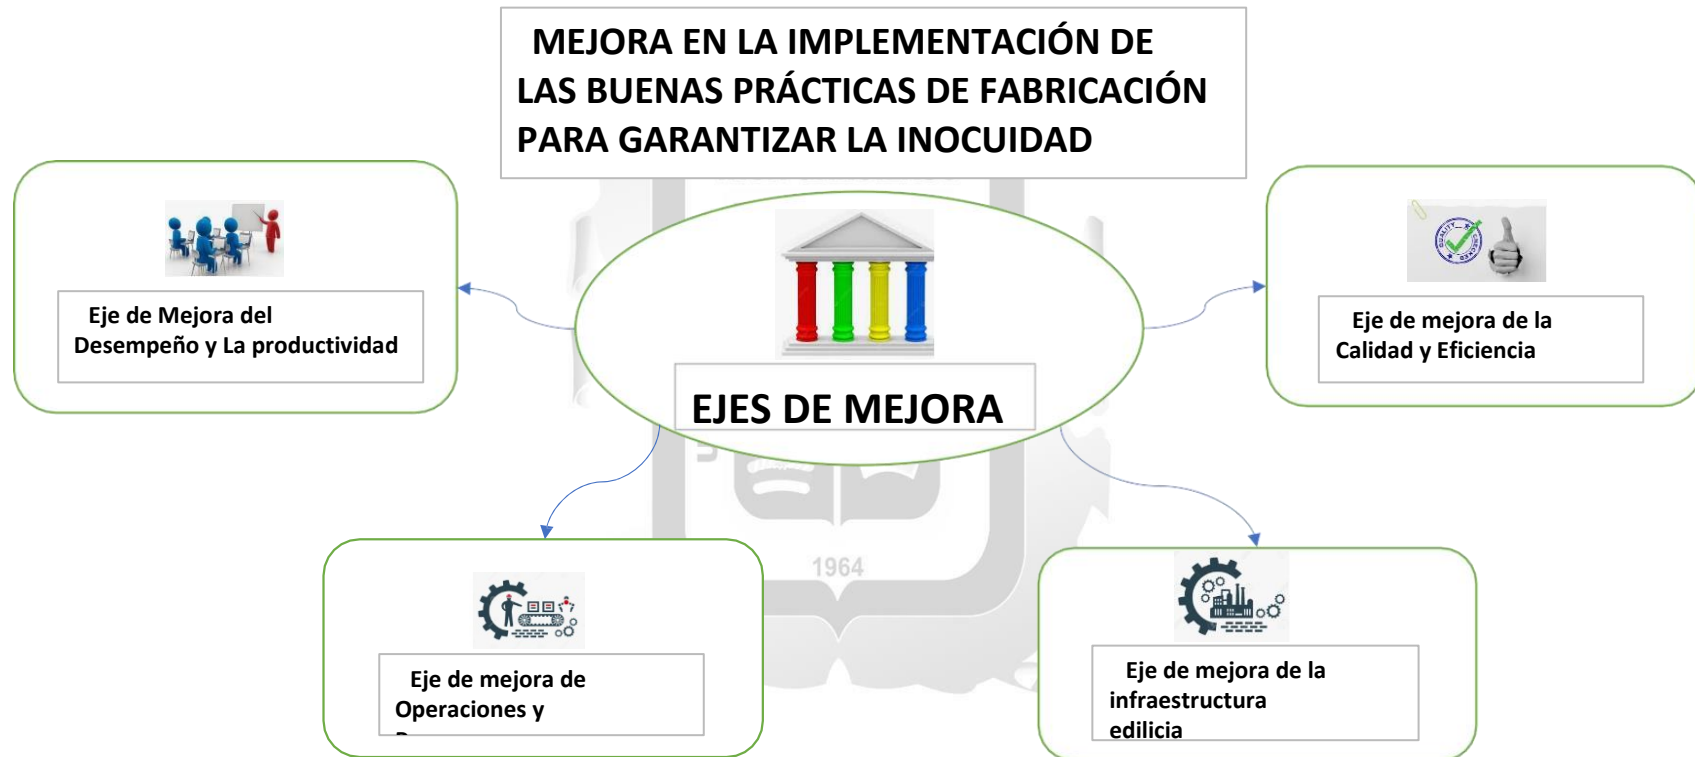 MEJORA EN LA IMPLEMENTACIÓN DE
LAS BUENAS PRÁCTICAS DE FABRICACIÓN
PARA GARANTIZAR LA INOCUIDAD
Eje de Mejora del
Desempeño y La productividad
QUALITY
CHECKED
Eje de mejora de la
Calidad y Eficiencia
EJES DE MEJORA
1964
Eje de mejora de
Operaciones y
Eje de mejora de la
infraestructura
edilicia